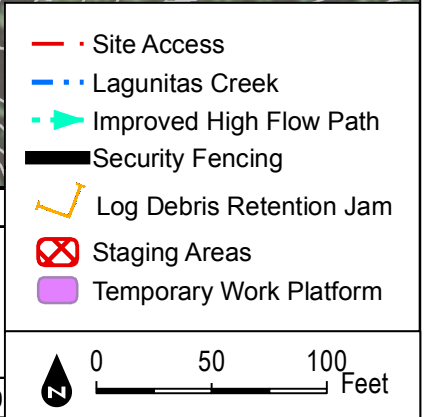 Site Access
Lagunitas Creek
Improved High Flow Path
Security Fencing
Log Debris Retention Jam
Staging Areas
Temporary Work Platform
N
0 50 100
Feet